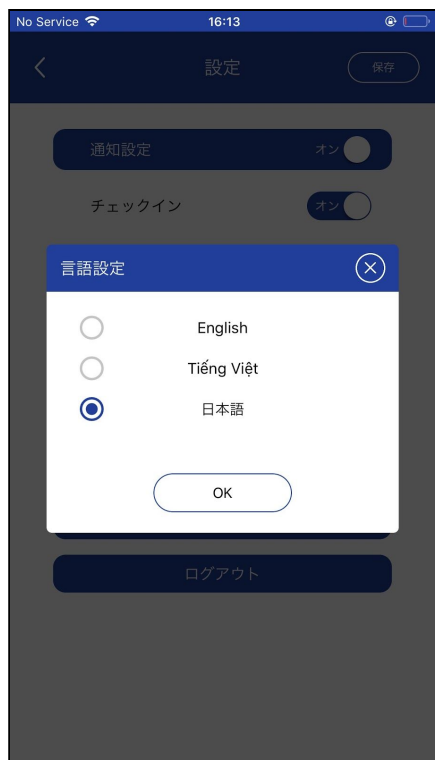 No Service 16:13
設定 保存
通知設定 オン
チェックイン オン
言語設定
English
Tiếng Việt
日本語
OK
ログアウト